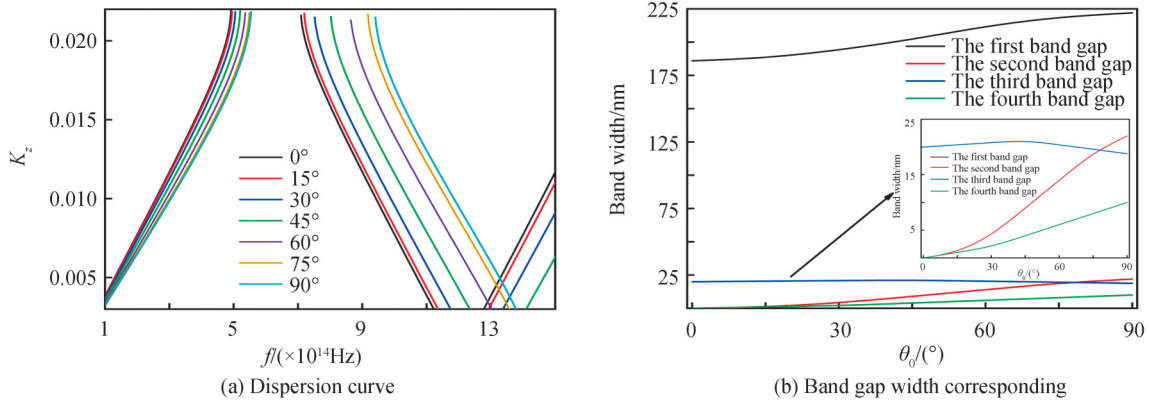 0.020
0.015
0.010
0.005
K_z
0°
15°
30°
45°
60°
75°
90°
1
5
9
13
f/(×10¹⁴Hz)
(a) Dispersion curve
225
175
125
75
25
Band width/nm
The first band gap
The second band gap
The third band gap
The fourth band gap
25
15
5
Band width/nm
The first band gap
The second band gap
The third band gap
The fourth band gap
0
30
60
90
θ₀/(°)
0
30
60
90
θ₀/(°)
(b) Band gap width corresponding